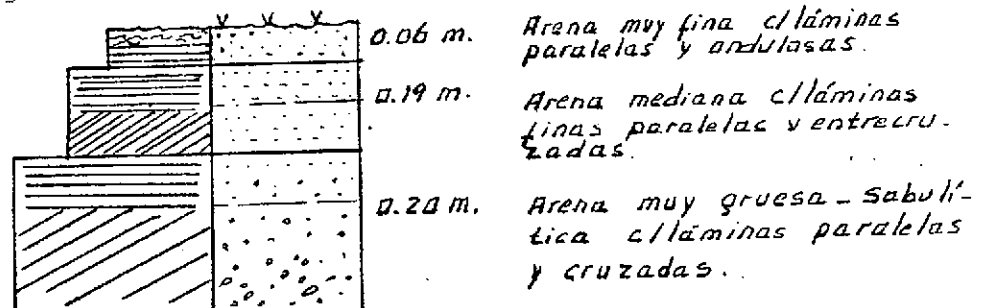 0.06 m.
Arena muy fina c/láminas
paralelas y ondulosas.
0.19 m.
Arena mediana c/láminas
finas paralelas y entrecru-
zadas.
0.20 m.
Arena muy gruesa - Sabulí-
tica c/láminas paralelas
y cruzadas.